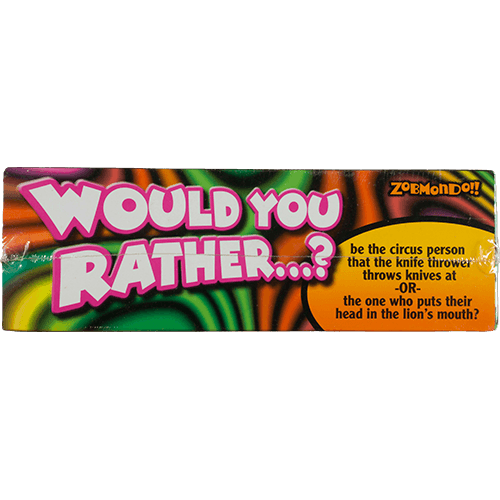 WOULD YOU
RATHER...?
ZOBMONDO!!
be the circus person
that the knife thrower
throws knives at
-OR-
the one who puts their
head in the lion's mouth?